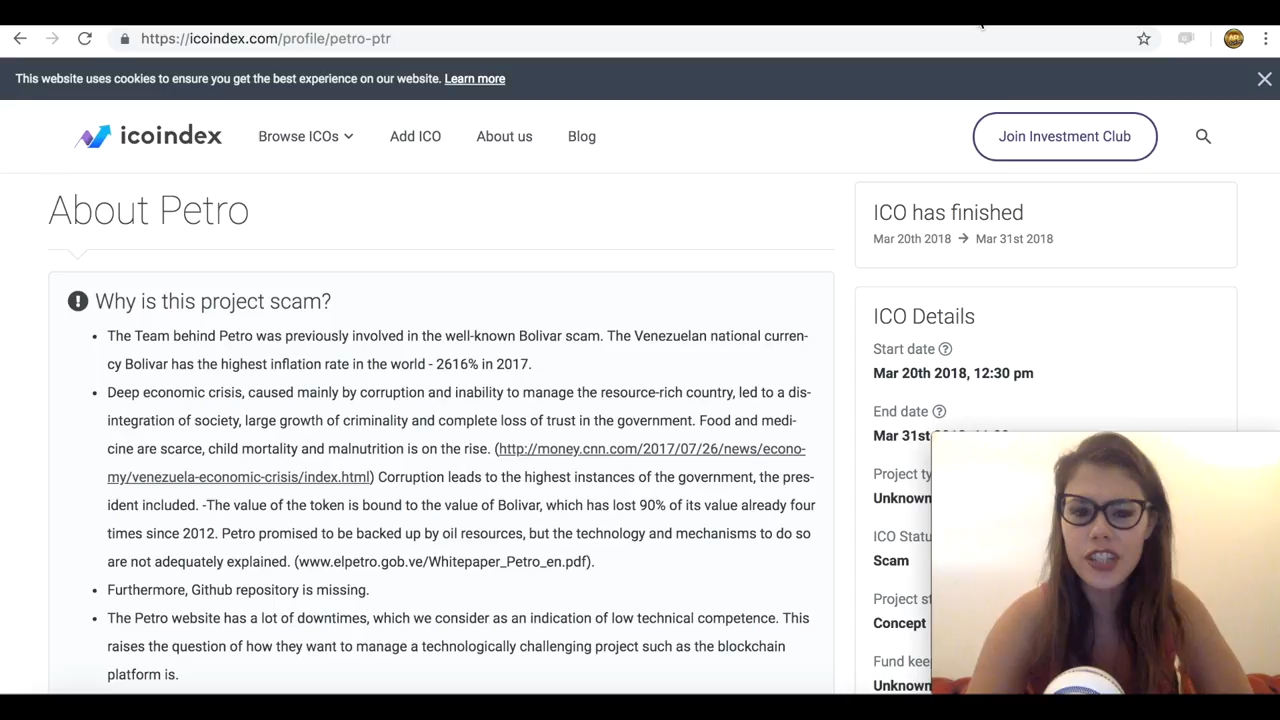 https://icoindex.com/profile/petro-ptr
This website uses cookies to ensure you get the best experience on our website. Learn more
icoindex
Browse ICOs
Add ICO
About us
Blog
Join Investment Club
About Petro
Why is this project scam?
The Team behind Petro was previously involved in the well-known Bolivar scam. The Venezuelan national curren-
cy Bolivar has the highest inflation rate in the world - 2616% in 2017.
Deep economic crisis, caused mainly by corruption and inability to manage the resource-rich country, led to a dis-
integration of society, large growth of criminality and complete loss of trust in the government. Food and medi-
cine are scarce, child mortality and malnutrition is on the rise. (http://money.cnn.com/2017/07/26/news/econo-
my/venezuela-economic-crisis/index.html) Corruption leads to the highest instances of the government, the pres-
ident included. -The value of the token is bound to the value of Bolivar, which has lost 90% of its value already four
times since 2012. Petro promised to be backed up by oil resources, but the technology and mechanisms to do so
are not adequately explained. (www.elpetro.gob.ve/Whitepaper_Petro_en.pdf).
Furthermore, Github repository is missing.
The Petro website has a lot of downtimes, which we consider as an indication of low technical competence. This
raises the question of how they want to manage a technologically challenging project such as the blockchain
platform is.
ICO has finished
Mar 20th 2018 → Mar 31st 2018
ICO Details
Start date
Mar 20th 2018, 12:30 pm
End date
Mar 31st
Project ty
Unknown
ICO Statu
Scam
Project st
Concept
Fund kee
Unknown